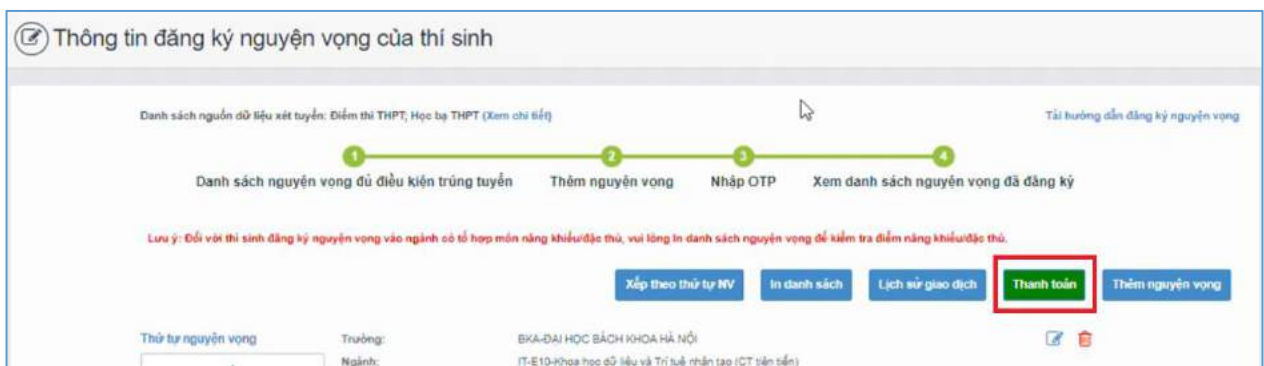 Thông tin đăng ký nguyện vọng của thí sinh
Danh sách nguồn dữ liệu xét tuyển: Điểm thi THPT; Học bạ THPT (Xem chi tiết)
Tải hướng dẫn đăng ký nguyện vọng
1 2 3 4
Danh sách nguyện vọng đủ điều kiện trúng tuyển Thêm nguyện vọng Nhập OTP Xem danh sách nguyện vọng đã đăng ký
Lưu ý: Đối với thí sinh đăng ký nguyện vọng vào ngành có tổ hợp môn năng khiếu/đặc thù, vui lòng In danh sách nguyện vọng để kiểm tra điểm năng khiếu/đặc thù.
Xếp theo thứ tự NV In danh sách Lịch sử giao dịch Thanh toán Thêm nguyện vọng
Thứ tự nguyện vọng Trường: BKA-ĐẠI HỌC BÁCH KHOA HÀ NỘI
Ngành: IT-E10-Khoa học dữ liệu và Trí tuệ nhân tạo (CT tiên tiến)